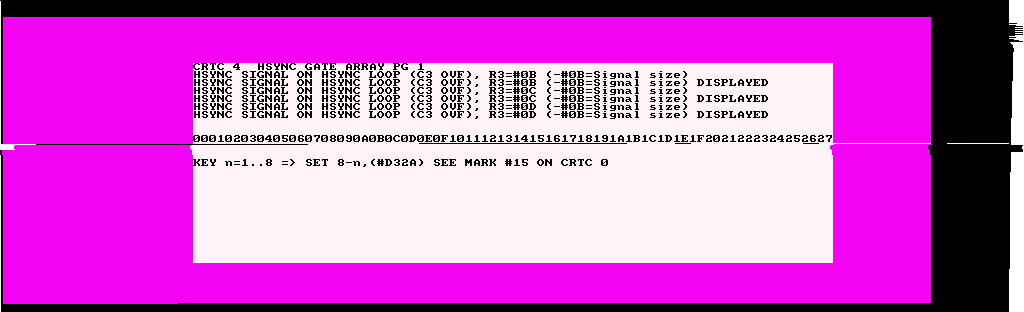 CRTC 4  HSYNC GATE ARRAY PG 1
HSYNC SIGNAL ON HSYNC LOOP (C3 OVF), R3=#0B (-#0B=Signal size)
HSYNC SIGNAL ON HSYNC LOOP (C3 OVF), R3=#0B (-#0B=Signal size) DISPLAYED
HSYNC SIGNAL ON HSYNC LOOP (C3 OVF), R3=#0C (-#0B=Signal size)
HSYNC SIGNAL ON HSYNC LOOP (C3 OVF), R3=#0C (-#0B=Signal size) DISPLAYED
HSYNC SIGNAL ON HSYNC LOOP (C3 OVF), R3=#0D (-#0B=Signal size)
HSYNC SIGNAL ON HSYNC LOOP (C3 OVF), R3=#0D (-#0B=Signal size) DISPLAYED
000102030405060708090A0B0C0D0E0F101112131415161718191A1B1C1D1E1F2021222324252627
KEY n=1..8 => SET 8-n,(#D32A) SEE MARK #15 ON CRTC 0